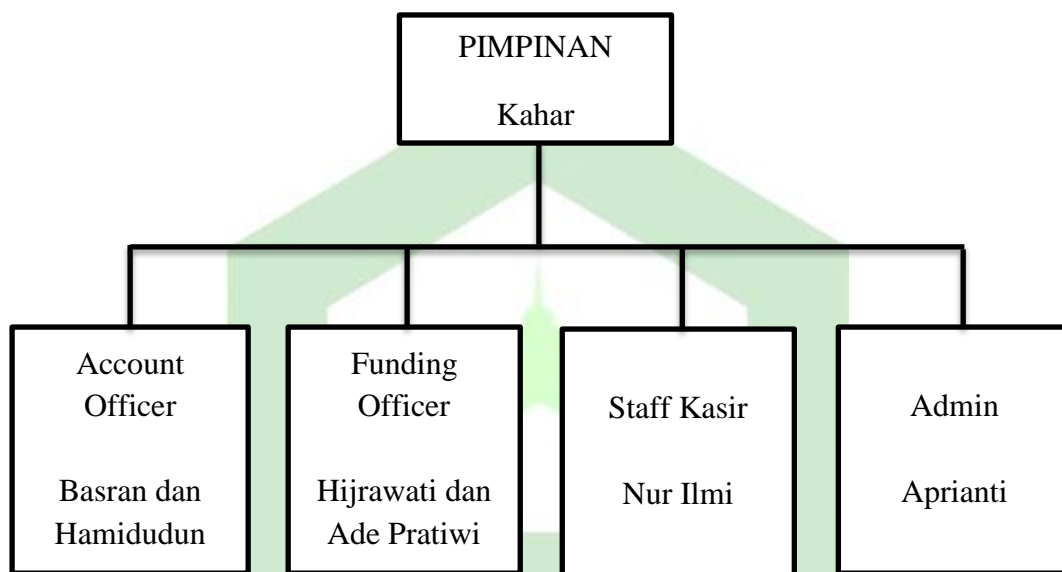 PIMPINAN
Kahar
Account
Officer
Basran dan
Hamidudun
Funding
Officer
Hijrawati dan
Ade Pratiwi
Staff Kasir
Nur Ilmi
Admin
Aprianti